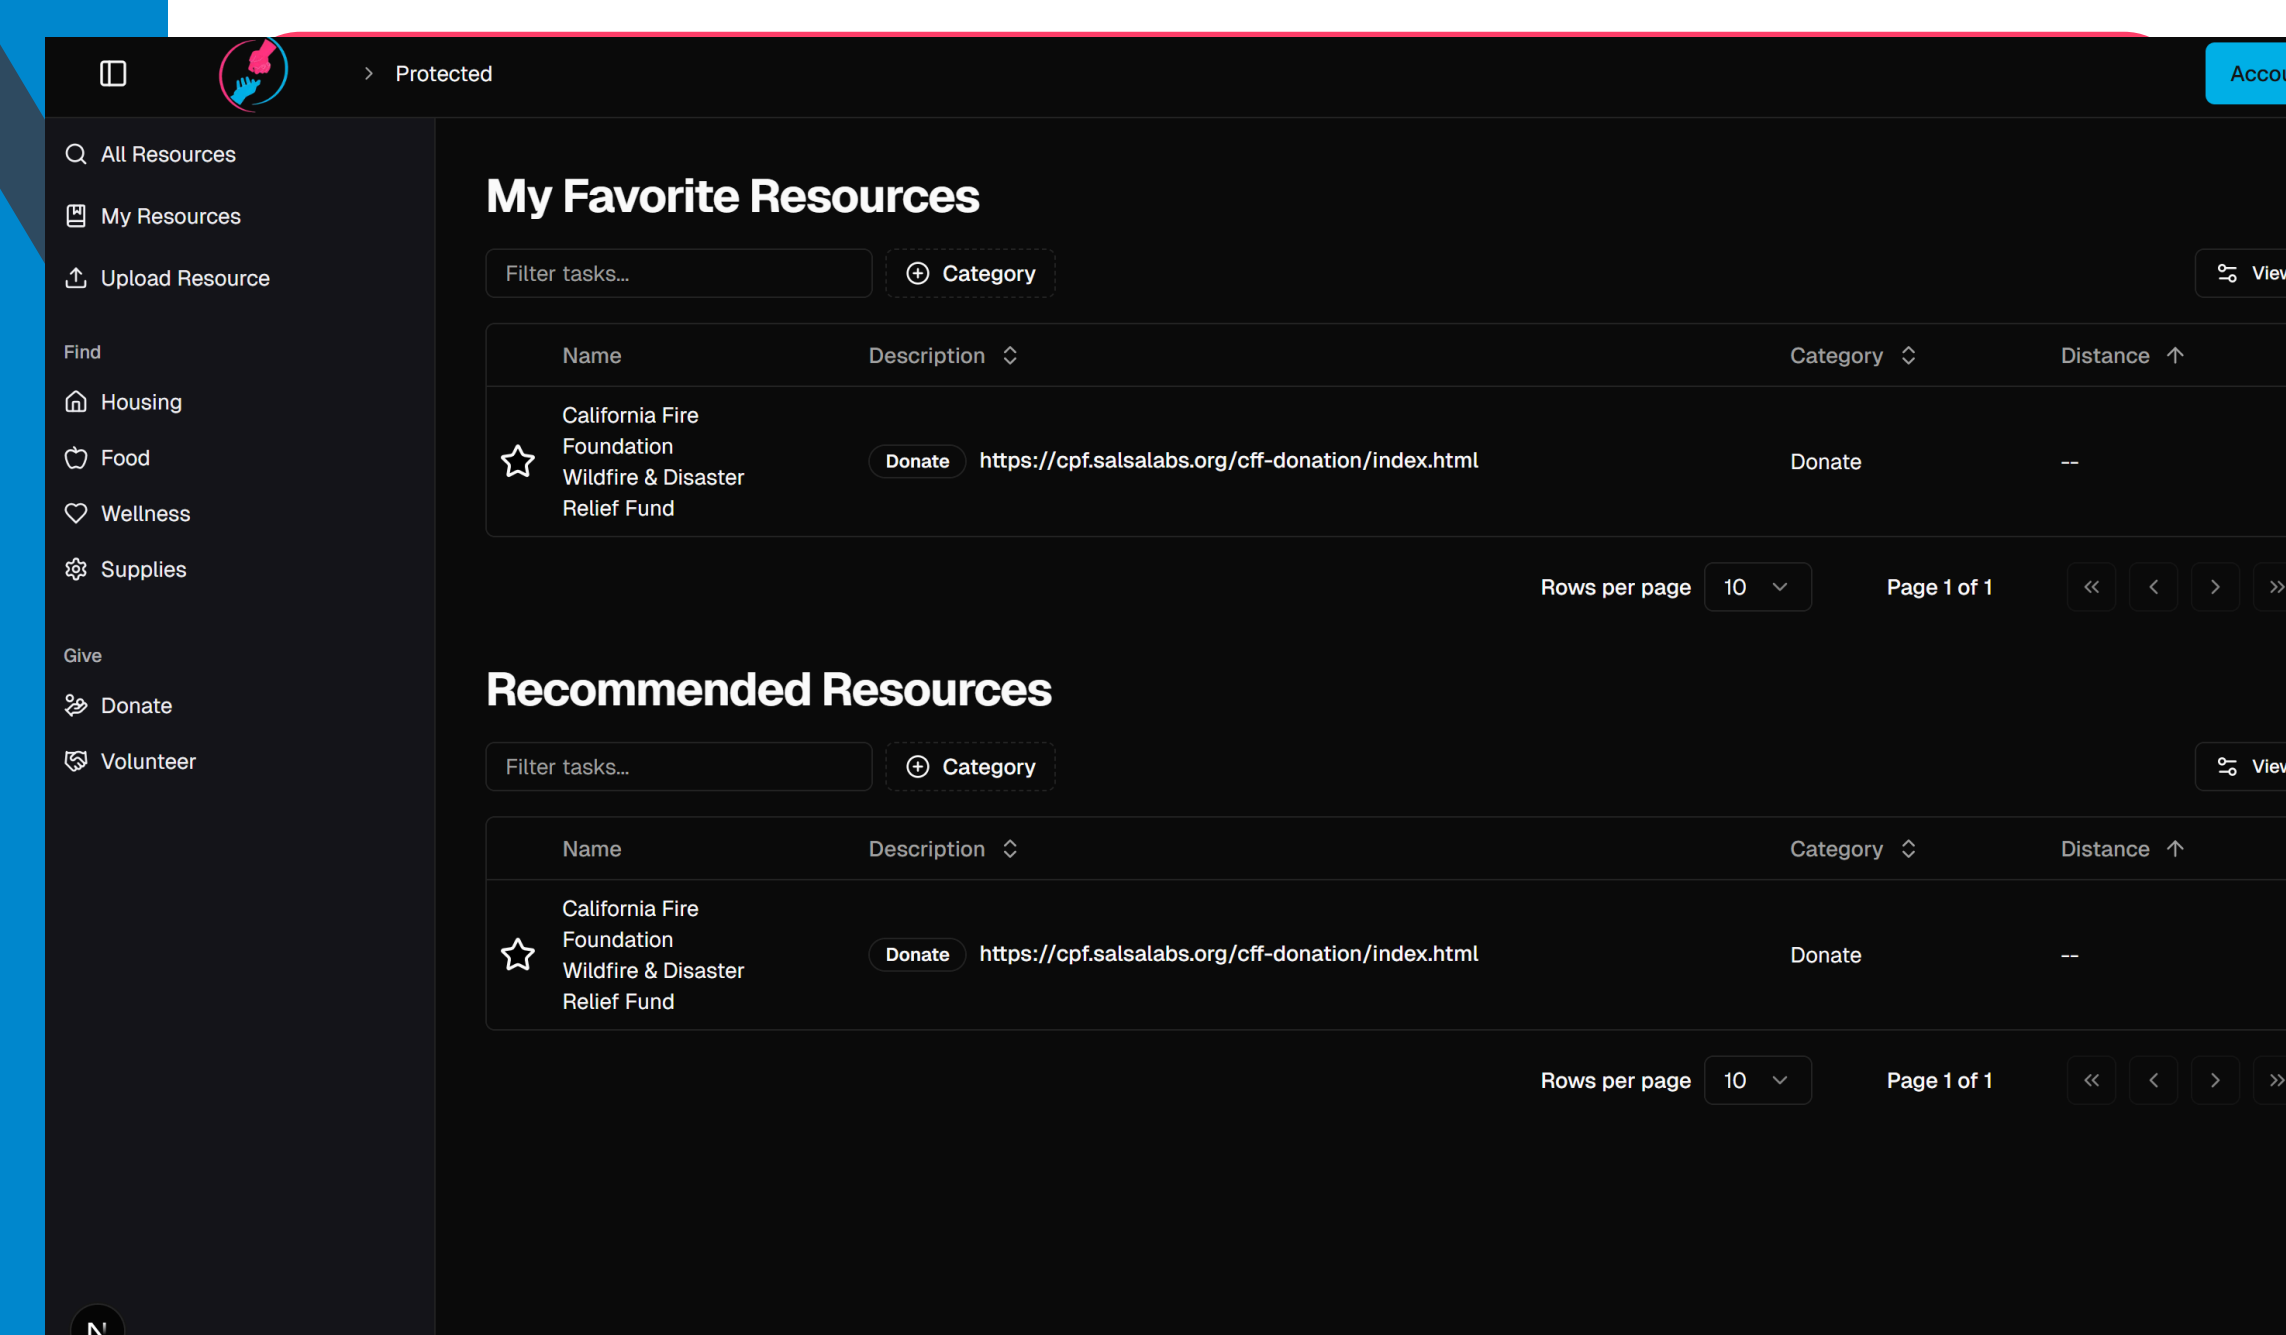 Protected
All Resources
My Resources
Upload Resource
Find
Housing
Food
Wellness
Supplies
Give
Donate
Volunteer
My Favorite Resources
Filter tasks...
Category
Name
Description
Category
Distance
California Fire
Foundation
Wildfire & Disaster
Relief Fund
Donate
https://cpf.salsalabs.org/cff-donation/index.html
Donate
--
Rows per page
10
Page 1 of 1
Recommended Resources
Filter tasks...
Category
Name
Description
Category
Distance
California Fire
Foundation
Wildfire & Disaster
Relief Fund
Donate
https://cpf.salsalabs.org/cff-donation/index.html
Donate
--
Rows per page
10
Page 1 of 1